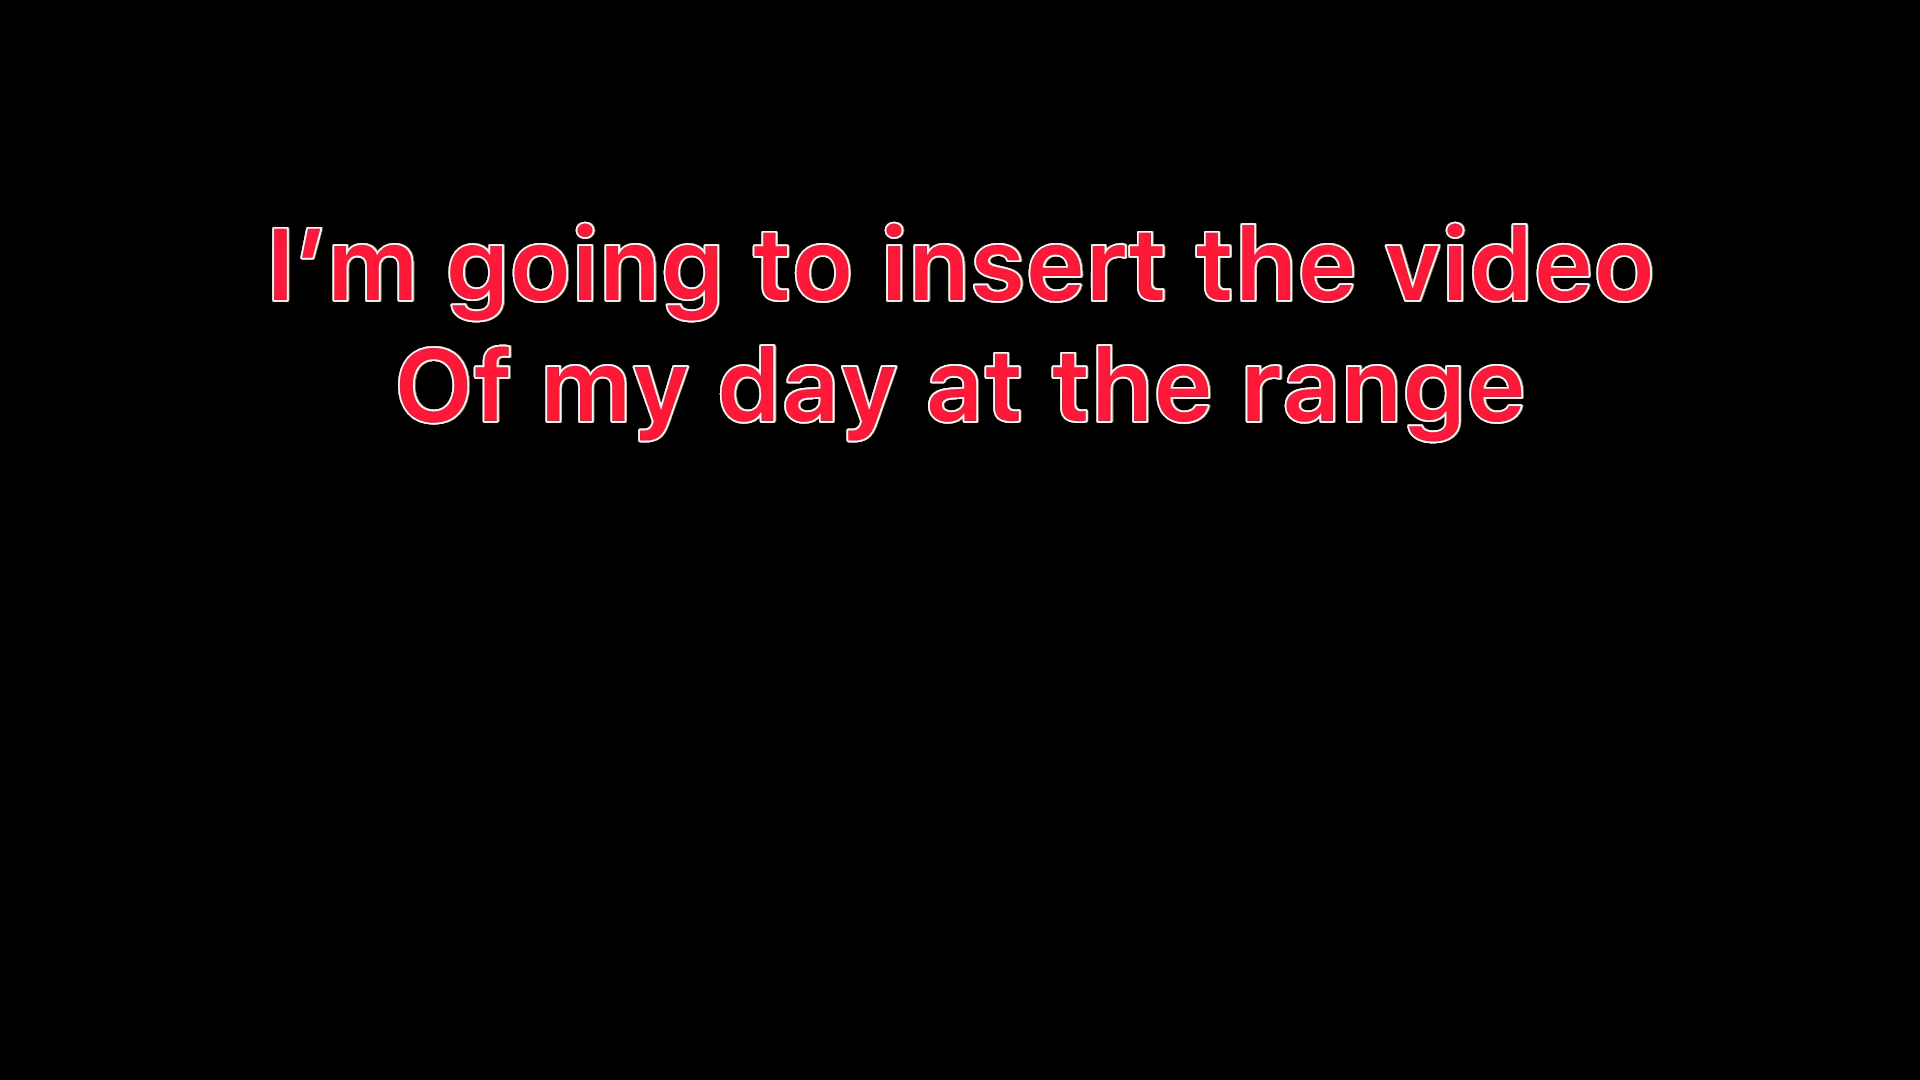 I’m going to insert the video
Of my day at the range